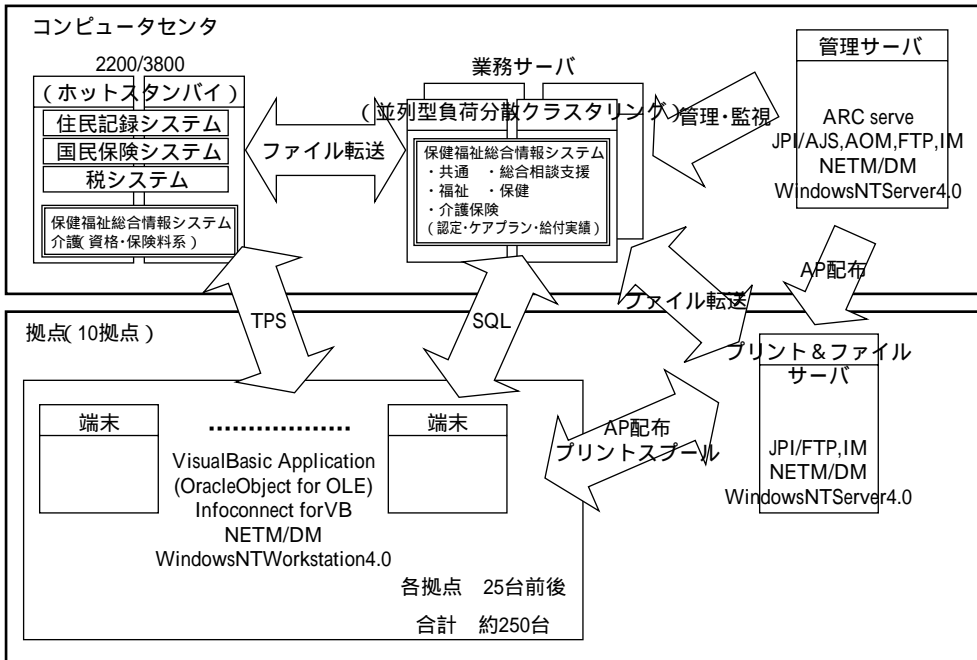 コンピュータセンタ
2200/3800
(ホットスタンバイ)
住民記録システム
国民保険システム
税システム
保健福祉総合情報システム
介護(資格・保険料系)
ファイル転送
業務サーバ
(並列型負荷分散クラスタリング)
保健福祉総合情報システム
・共通 ・総合相談支援
・福祉 ・保健
・介護保険
(認定・ケアプラン・給付実績)
管理・監視
管理サーバ
ARC serve
JPI/AJS,AOM,FTP,IM
NETM/DM
WindowsNTServer4.0
AP配布
ファイル転送
TPS
SQL
拠点(10拠点)
端末
端末
VisualBasic Application
(OracleObject for OLE)
Infoconnect forVB
NETM/DM
WindowsNTWorkstation4.0
各拠点 25台前後
合計 約250台
AP配布
プリントスプール
プリント&ファイル
サーバ
JPI/FTP,IM
NETM/DM
WindowsNTServer4.0